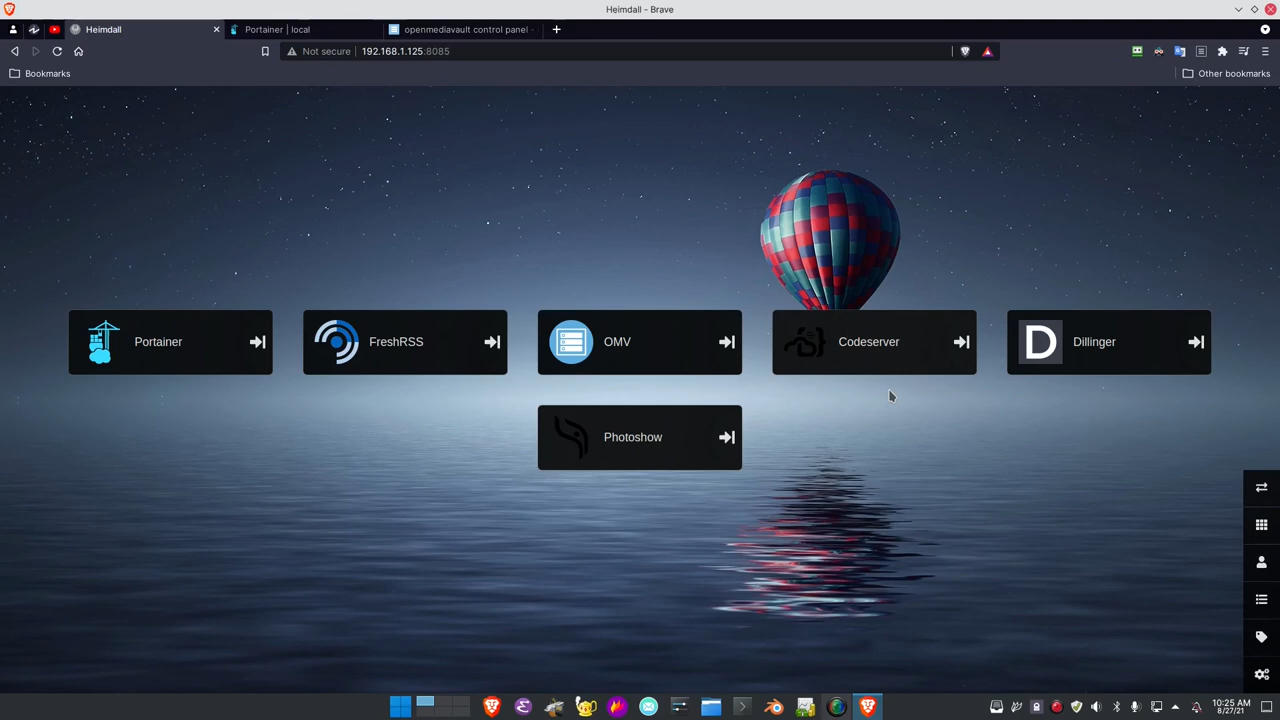 Heimdall - Brave
Heimdall
Portainer | local
openmediavault control panel -
Not secure
192.168.1.125:8085
Bookmarks
Other bookmarks
Portainer
FreshRSS
OMV
Codeserver
D
Dillinger
Photoshow
10:25 AM
8/27/21